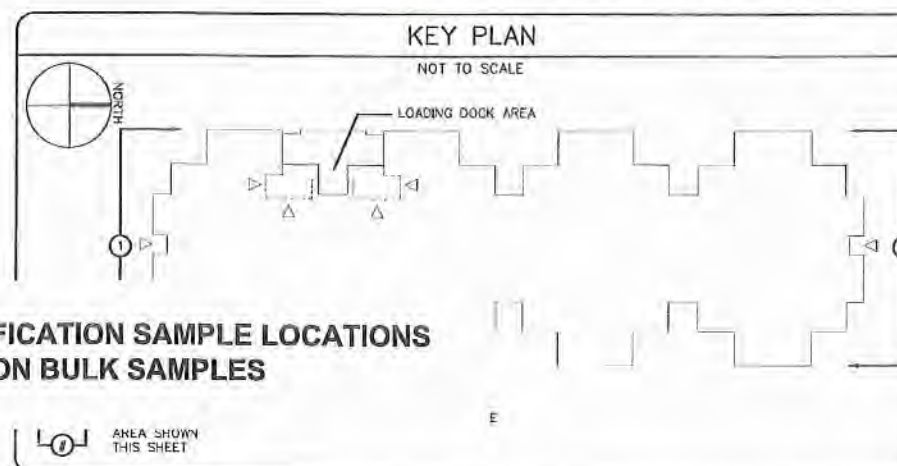 KEY PLAN
NOT TO SCALE
NORTH
LOADING DOCK AREA
1
FICATION SAMPLE LOCATIONS
ON BULK SAMPLES
E
AREA SHOWN
THIS SHEET